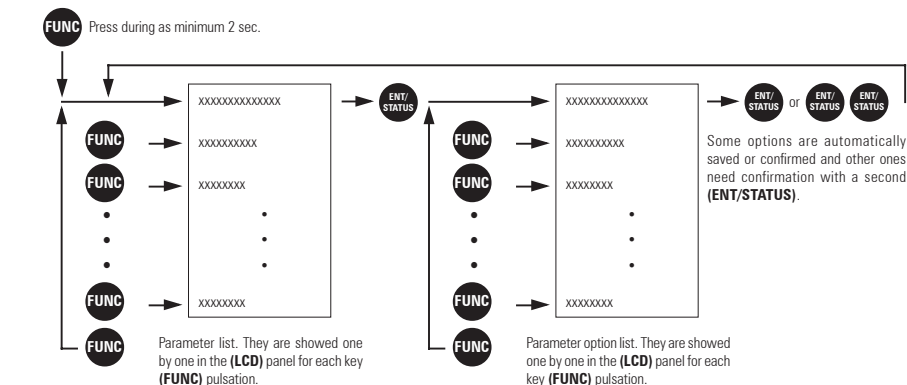 FUNC Press during as minimum 2 sec.
XXXXXXXXXXXXXX
ENT/
STATUS
XXXXXXXXXXXXXX
ENT/
STATUS
or
ENT/
STATUS
ENT/
STATUS
FUNC
XXXXXXXXXX
FUNC
XXXXXXXXXX
Some options are automatically
saved or confirmed and other ones
need confirmation with a second
(ENT/STATUS).
FUNC
XXXXXXXX
FUNC
XXXXXXXX
FUNC
XXXXXXXX
FUNC
XXXXXXXX
FUNC
Parameter list. They are showed one
by one in the (LCD) panel for each key
(FUNC) pulsation.
FUNC
Parameter option list. They are showed
one by one in the (LCD) panel for each
key (FUNC) pulsation.